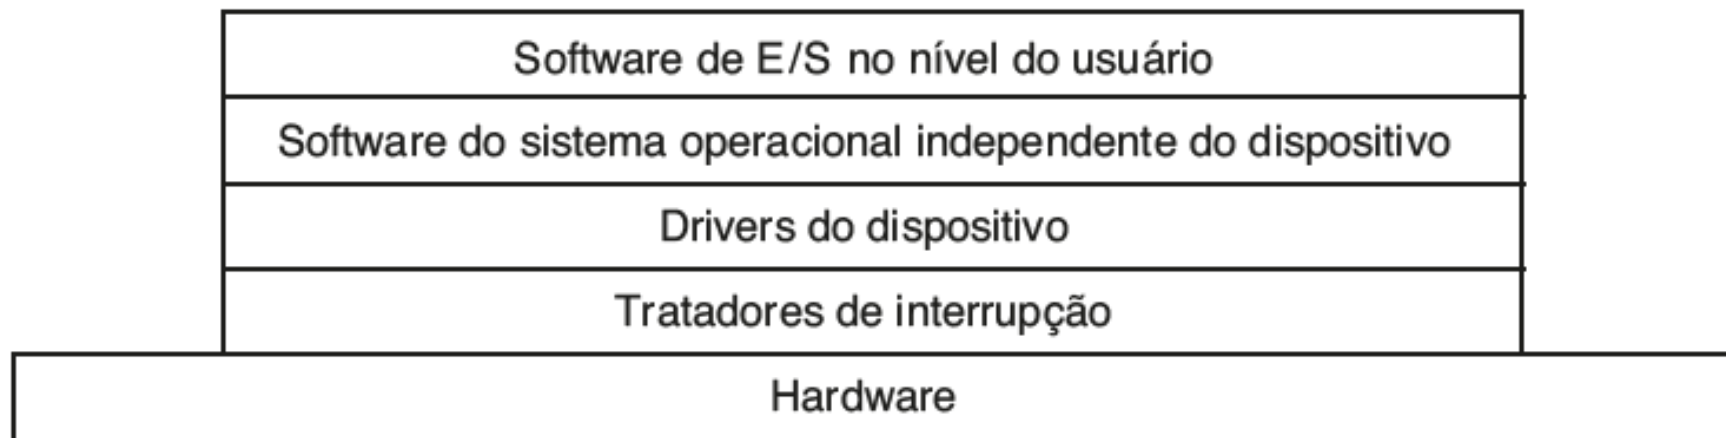 Software de E/S no nível do usuário
Software do sistema operacional independente do dispositivo
Drivers do dispositivo
Tratadores de interrupção
Hardware